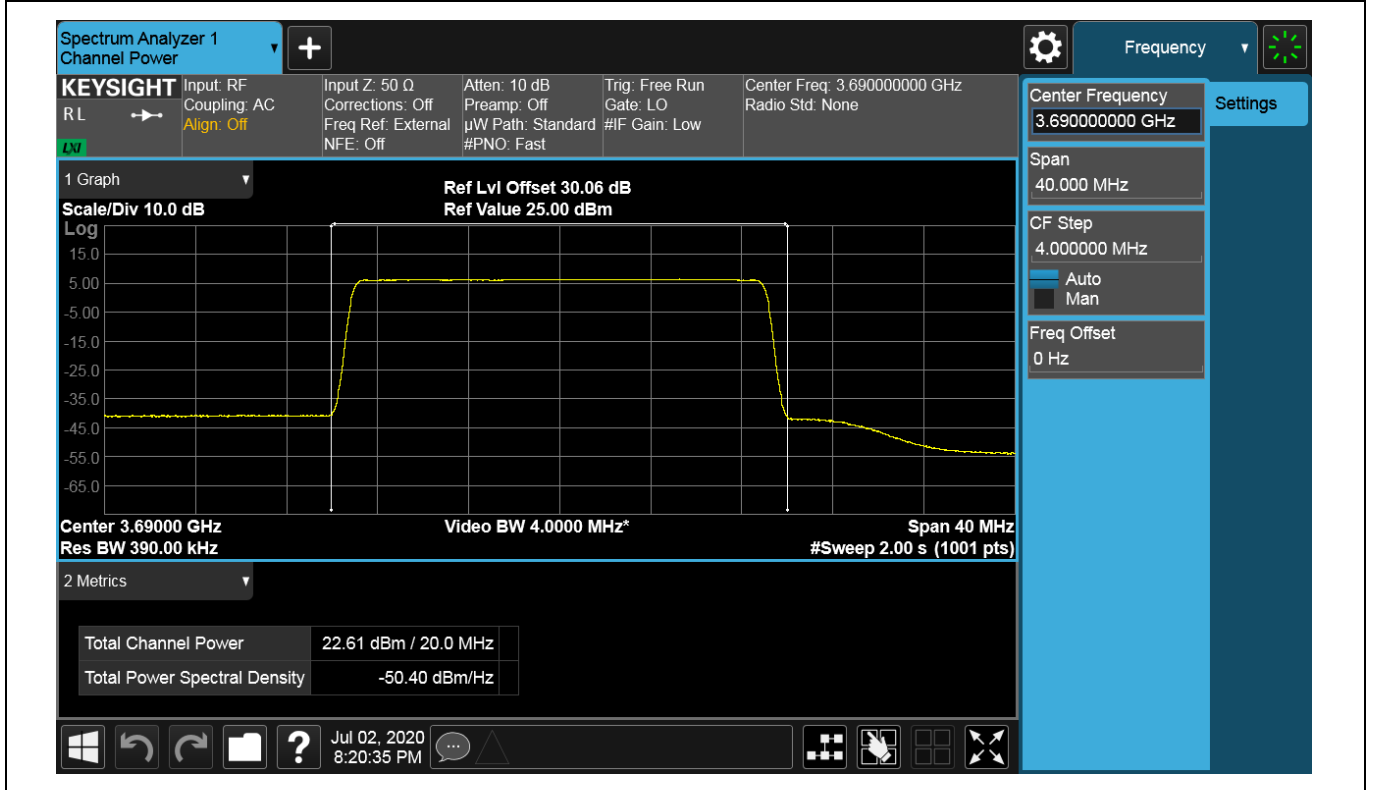 Spectrum Analyzer 1
Channel Power
Frequency
KEYSIGHT
R L
LXI
Input: RF
Coupling: AC
Align: Off
Input Z: 50 Ω
Corrections: Off
Freq Ref: External
NFE: Off
Atten: 10 dB
Preamp: Off
µW Path: Standard
#PNO: Fast
Trig: Free Run
Gate: LO
#IF Gain: Low
Center Freq: 3.690000000 GHz
Radio Std: None
Center Frequency
3.690000000 GHz
Settings
Span
40.000 MHz
CF Step
4.000000 MHz
Auto
Man
Freq Offset
0 Hz
1 Graph
Scale/Div 10.0 dB
Ref Lvl Offset 30.06 dB
Ref Value 25.00 dBm
Log
15.0
5.00
-5.00
-15.0
-25.0
-35.0
-45.0
-55.0
-65.0
Center 3.69000 GHz
Video BW 4.0000 MHz*
Span 40 MHz
Res BW 390.00 kHz
#Sweep 2.00 s (1001 pts)
2 Metrics
Total Channel Power 22.61 dBm / 20.0 MHz
Total Power Spectral Density -50.40 dBm/Hz
?
Jul 02, 2020
8:20:35 PM